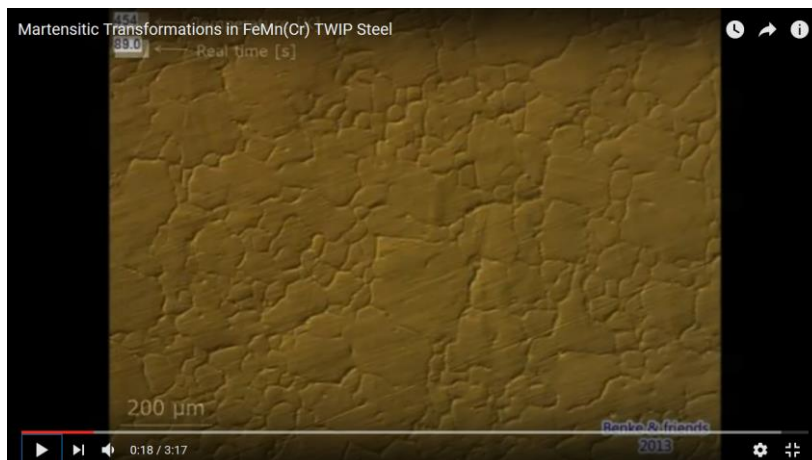 Martensitic Transformations in FeMn(Cr) TWIP Steel
454
89.0
Real time [s]
200 µm
Benke & friends
2013
0:18 / 3:17